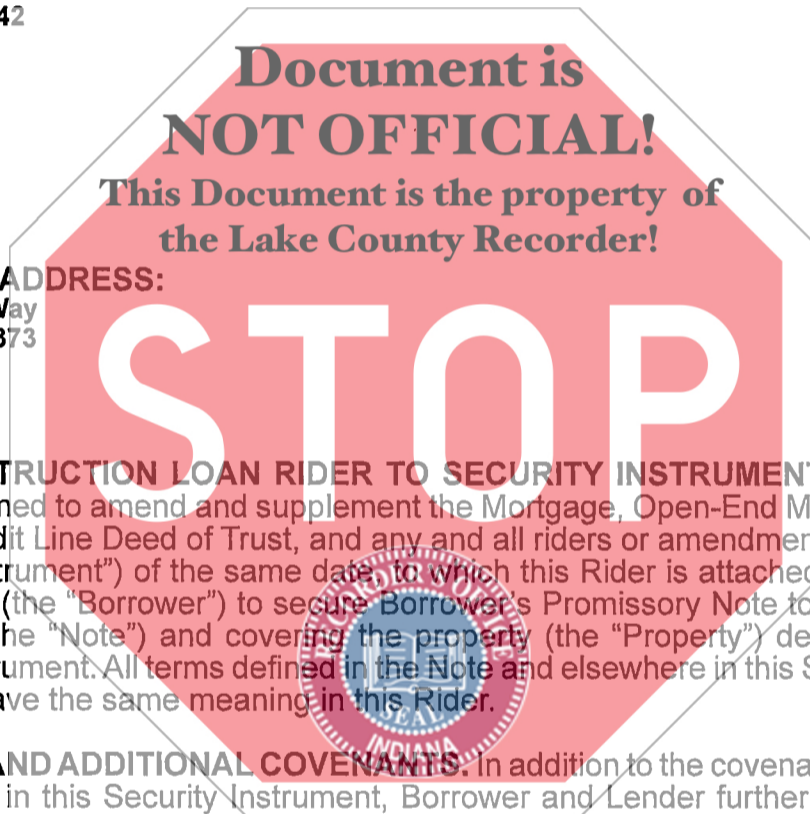 42
Document is
NOT OFFICIAL!
This Document is the property of
the Lake County Recorder!
ADDRESS:
Way
373
STOP
TRUCTION LOAN RIDER TO SECURITY INSTRUMENT
ned to amend and supplement the Mortgage, Open-End M
dit Line Deed of Trust, and any and all riders or amendmen
rument”) of the same date, to which this Rider is attached
(the “Borrower”) to secure Borrower’s Promissory Note to
he “Note”) and covering the property (the “Property”) de
ument. All terms defined in the Note and elsewhere in this S
ave the same meaning in this Rider.
SEAL
INDIANA
AND ADDITIONAL COVENANTS. In addition to the covena
in this Security Instrument, Borrower and Lender further